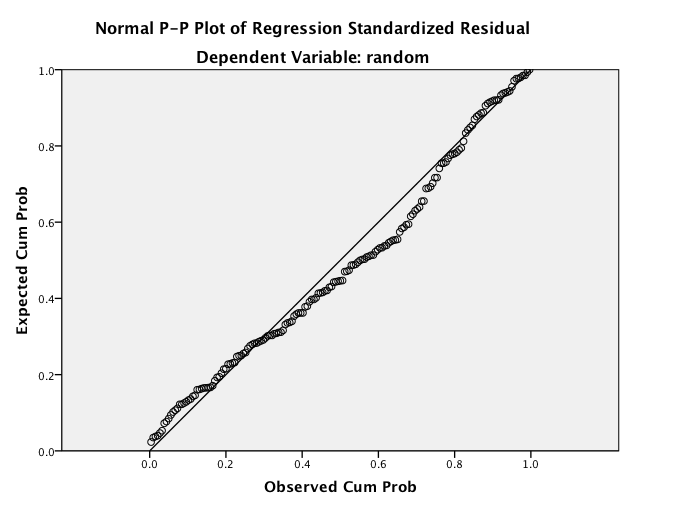 Normal P-P Plot of Regression Standardized Residual
Dependent Variable: random
Expected Cum Prob
1.0
0.8
0.6
0.4
0.2
0.0
0.0 0.2 0.4 0.6 0.8 1.0
Observed Cum Prob